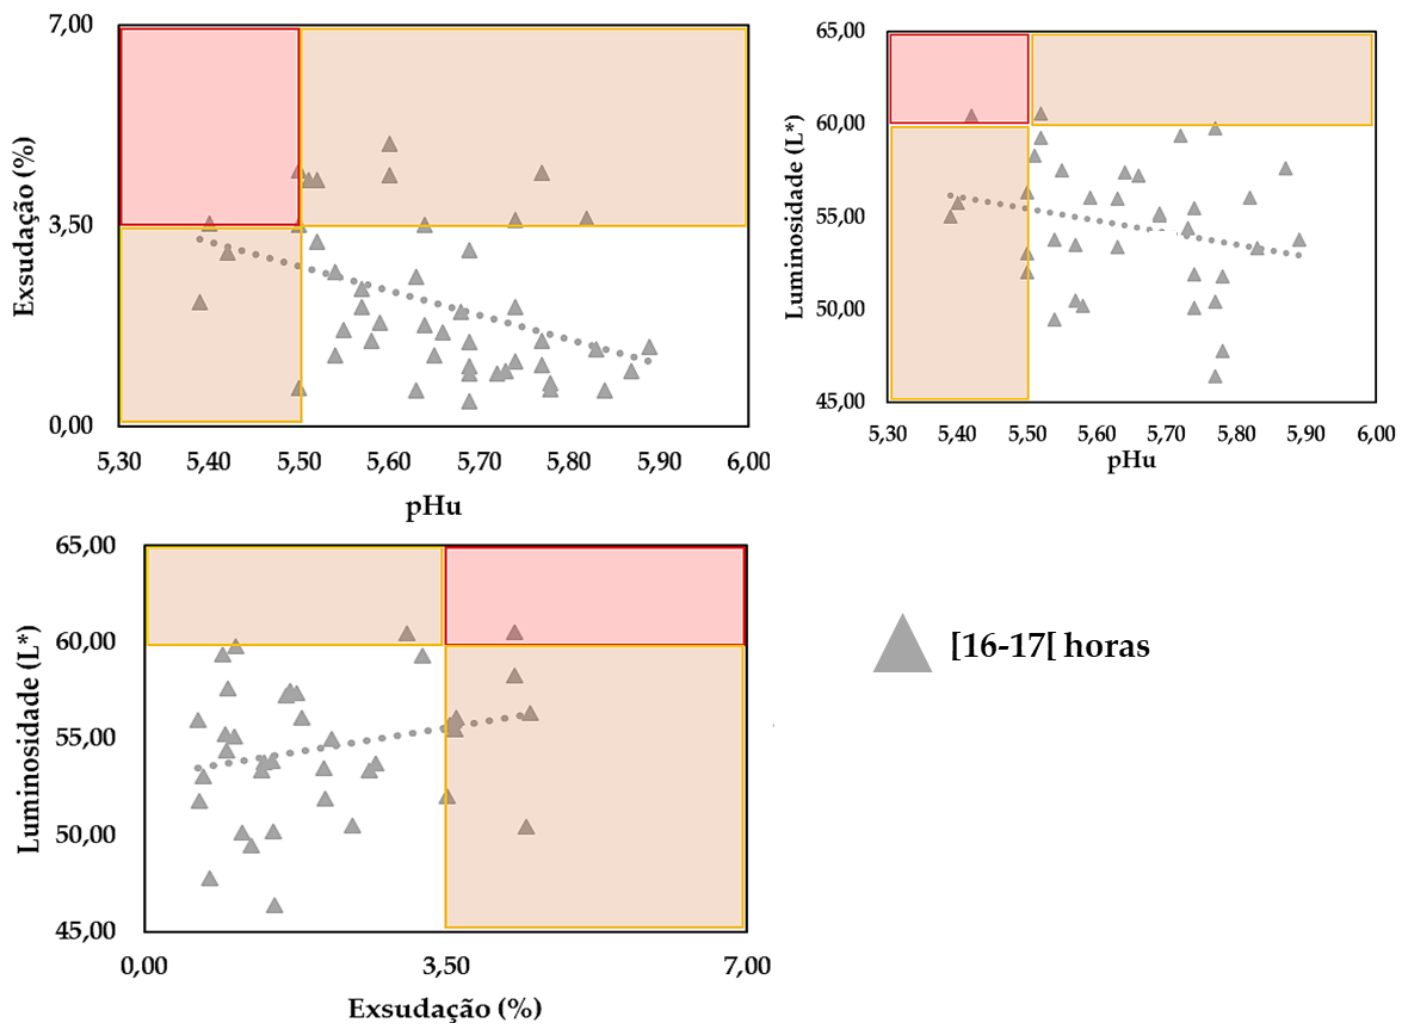 7,00
3,50
0,00
Exsudação (%)
5,30 5,40 5,50 5,60 5,70 5,80 5,90 6,00
pHu
65,00
60,00
55,00
50,00
45,00
Luminosidade (L*)
5,30 5,40 5,50 5,60 5,70 5,80 5,90 6,00
pHu
65,00
60,00
55,00
50,00
45,00
Luminosidade (L*)
0,00 3,50 7,00
Exsudação (%)
[16-17[ horas